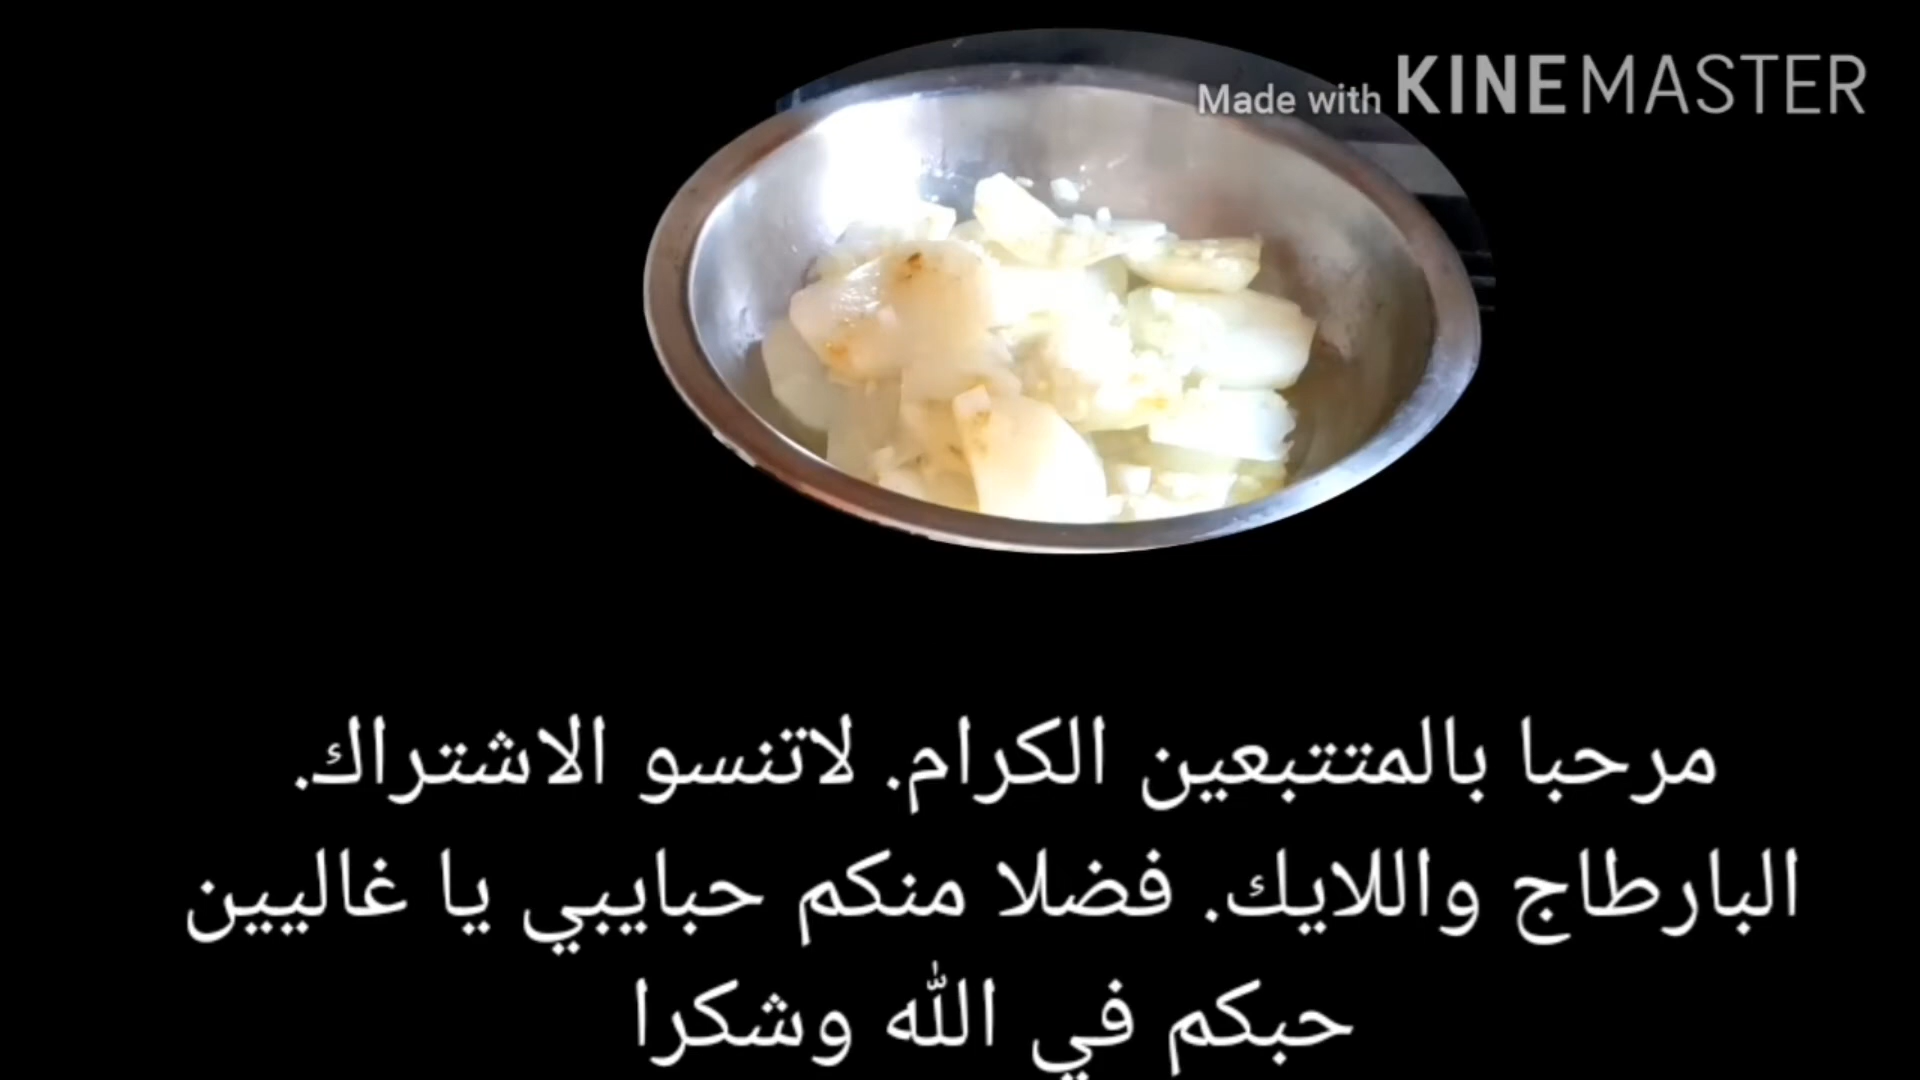 Made with KINEMASTER
مرحبا بالمتتبعين الكرام. لاتنسو الاشتراك.
البارطاج واللايك. فضلا منكم حبايبي يا غاليين
حبكم في الله وشكرا